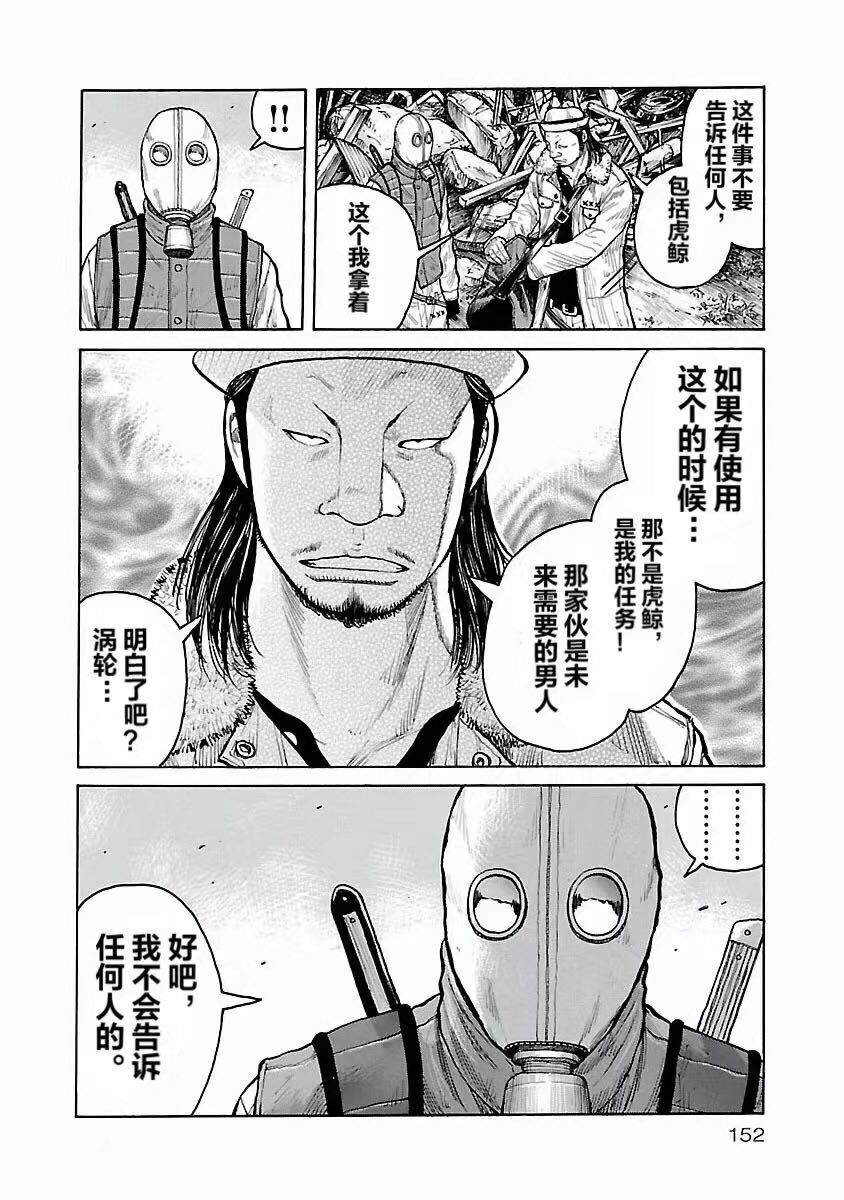 这件事不要
告诉任何人，
包括虎鲸
这个我拿着
!!
如果有使用
这个的时候…
那不是虎鲸，
是我的任务！
那家伙是未
来需要的男人
明白了吧？
涡轮…
……
……
好吧，
我不会告诉
任何人的。
152